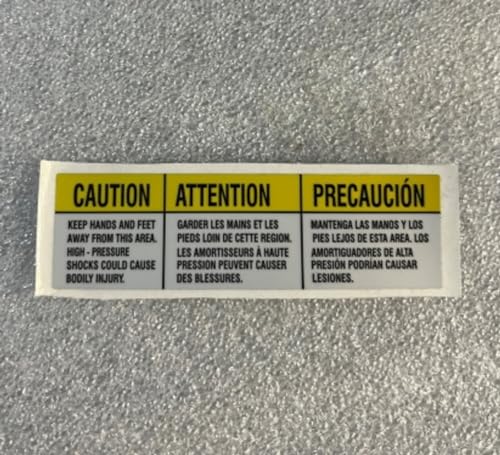 CAUTION
KEEP HANDS AND FEET
AWAY FROM THIS AREA.
HIGH - PRESSURE
SHOCKS COULD CAUSE
BODILY INJURY.
ATTENTION
GARDER LES MAINS ET LES
PIEDS LOIN DE CETTE REGION.
LES AMORTISSEURS À HAUTE
PRESSION PEUVENT CAUSER
DES BLESSURES.
PRECAUCIÓN
MANTENGA LAS MANOS Y LOS
PIES LEJOS DE ESTA AREA. LOS
AMORTIGUADORES DE ALTA
PRESIÓN PODRÍAN CAUSAR
LESIONES.